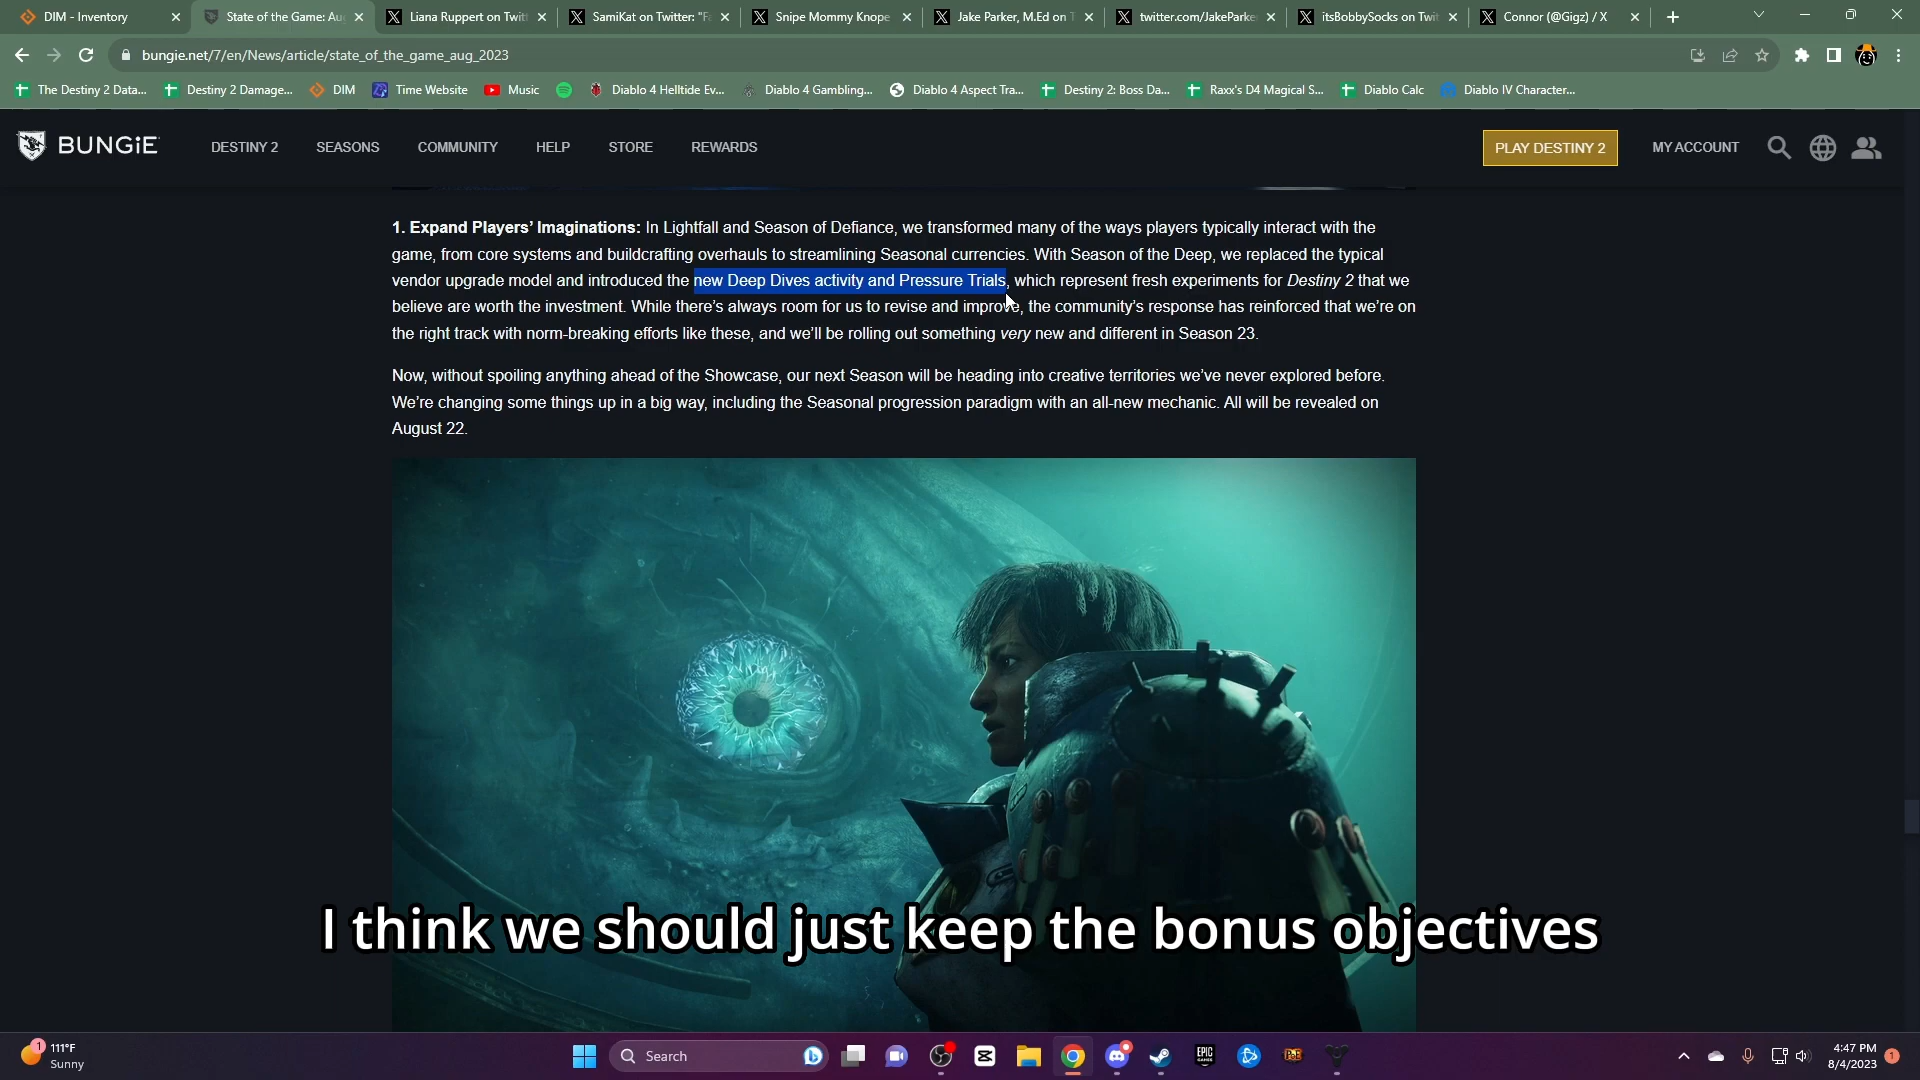 DIM - Inventory
State of the Game: Au
Liana Ruppert on Twitt
SamiKat on Twitter: "Fa
Snipe Mommy Knope
Jake Parker, M.Ed on T
twitter.com/JakeParke
itsBobbySocks on Twit
Connor (@Gigz) / X
bungie.net/7/en/News/article/state_of_the_game_aug_2023
The Destiny 2 Data...
Destiny 2 Damage...
DIM
Time Website
Music
Diablo 4 Helltide Ev...
Diablo 4 Gambling...
Diablo 4 Aspect Tra...
Destiny 2: Boss Da...
Raxx's D4 Magical S...
Diablo Calc
Diablo IV Character...
BUNGiE
DESTINY 2
SEASONS
COMMUNITY
HELP
STORE
REWARDS
PLAY DESTINY 2
MY ACCOUNT
1. Expand Players’ Imaginations: In Lightfall and Season of Defiance, we transformed many of the ways players typically interact with the
game, from core systems and buildcrafting overhauls to streamlining Seasonal currencies. With Season of the Deep, we replaced the typical
vendor upgrade model and introduced the new Deep Dives activity and Pressure Trials, which represent fresh experiments for Destiny 2 that we
believe are worth the investment. While there’s always room for us to revise and improve, the community’s response has reinforced that we’re on
the right track with norm-breaking efforts like these, and we’ll be rolling out something very new and different in Season 23.
Now, without spoiling anything ahead of the Showcase, our next Season will be heading into creative territories we’ve never explored before.
We’re changing some things up in a big way, including the Seasonal progression paradigm with an all-new mechanic. All will be revealed on
August 22.
I think we should just keep the bonus objectives
1
111°F
Sunny
Search
EPIC GAMES
4:47 PM
8/4/2023
1